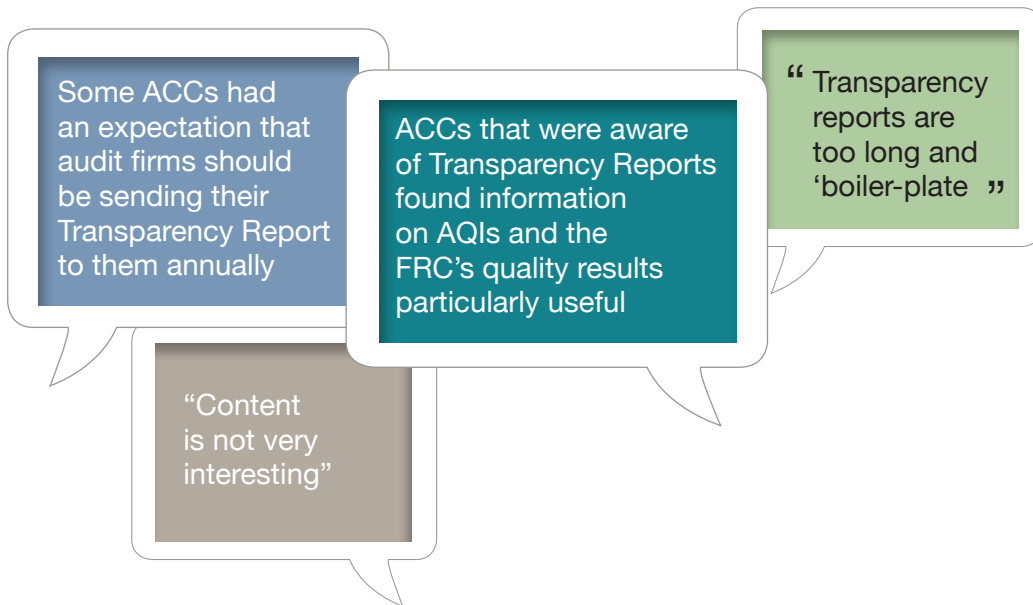 Some ACCs had
an expectation that
audit firms should
be sending their
Transparency Report
to them annually
ACCs that were aware
of Transparency Reports
found information
on AQIs and the
FRC’s quality results
particularly useful
“ Transparency
reports are
too long and
‘boiler-plate ”
“Content
is not very
interesting”